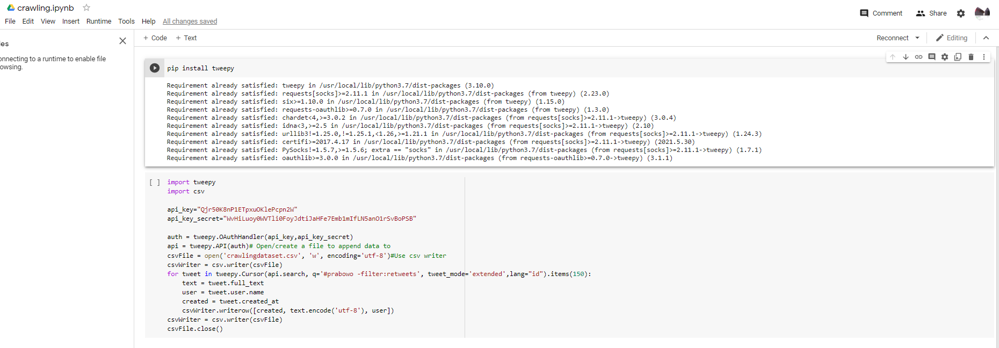 crawling.ipynb
File Edit View Insert Runtime Tools Help All changes saved
Comment Share
les
onnecting to a runtime to enable file
owsing.
+ Code + Text
Reconnect Editing
pip install tweepy
Requirement already satisfied: tweepy in /usr/local/lib/python3.7/dist-packages (3.10.0)
Requirement already satisfied: requests[socks]>=2.11.1 in /usr/local/lib/python3.7/dist-packages (from tweepy) (2.23.0)
Requirement already satisfied: six>=1.10.0 in /usr/local/lib/python3.7/dist-packages (from tweepy) (1.15.0)
Requirement already satisfied: requests-oauthlib>=0.7.0 in /usr/local/lib/python3.7/dist-packages (from tweepy) (1.3.0)
Requirement already satisfied: chardet<4,>=3.0.2 in /usr/local/lib/python3.7/dist-packages (from requests[socks]>=2.11.1->tweepy) (3.0.4)
Requirement already satisfied: idna<3,>=2.5 in /usr/local/lib/python3.7/dist-packages (from requests[socks]>=2.11.1->tweepy) (2.10)
Requirement already satisfied: urllib3!=1.25.0,!=1.25.1,<1.26,>=1.21.1 in /usr/local/lib/python3.7/dist-packages (from requests[socks]>=2.11.1->tweepy) (1.24.3)
Requirement already satisfied: certifi>=2017.4.17 in /usr/local/lib/python3.7/dist-packages (from requests[socks]>=2.11.1->tweepy) (2021.5.30)
Requirement already satisfied: PySocks!=1.5.7,>=1.5.6; extra == "socks" in /usr/local/lib/python3.7/dist-packages (from requests[socks]>=2.11.1->tweepy) (1.7.1)
Requirement already satisfied: oauthlib>=3.0.0 in /usr/local/lib/python3.7/dist-packages (from requests-oauthlib>=0.7.0->tweepy) (3.1.1)
[ ] import tweepy
import csv
api_key="Qjr50K8nP1ETpxuOKlePcpn2W"
api_key_secret="WvHiLuoy0WVTli0FoyJdtiJaHFe7Emb1mIfLN5anO1rSvBoPSB"
auth = tweepy.OAuthHandler(api_key,api_key_secret)
api = tweepy.API(auth)# Open/create a file to append data to
csvFile = open('crawlingdataset.csv', 'w', encoding='utf-8')#Use csv writer
csvWriter = csv.writer(csvFile)
for tweet in tweepy.Cursor(api.search, q='#prabowo -filter:retweets', tweet_mode='extended',lang="id").items(150):
text = tweet.full_text
user = tweet.user.name
created = tweet.created_at
csvWriter.writerow([created, text.encode('utf-8'), user])
csvWriter = csv.writer(csvFile)
csvFile.close()